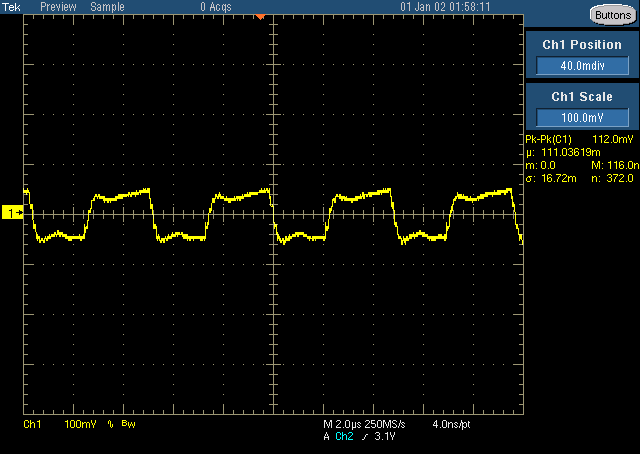 Tek Preview Sample 0 Acqs 01 Jan 02 01:58:11
Buttons
Ch1 Position
40.0mdiv
Ch1 Scale
100.0mV
Pk-Pk(C1) 112.0mV
µ: 111.03619m
m: 0.0 M: 116.0m
σ: 16.72m n: 372.0
1
Ch1 100mV % Bw M 2.0µs 250MS/s 4.0ns/pt
A Ch2 ∕ 3.1V